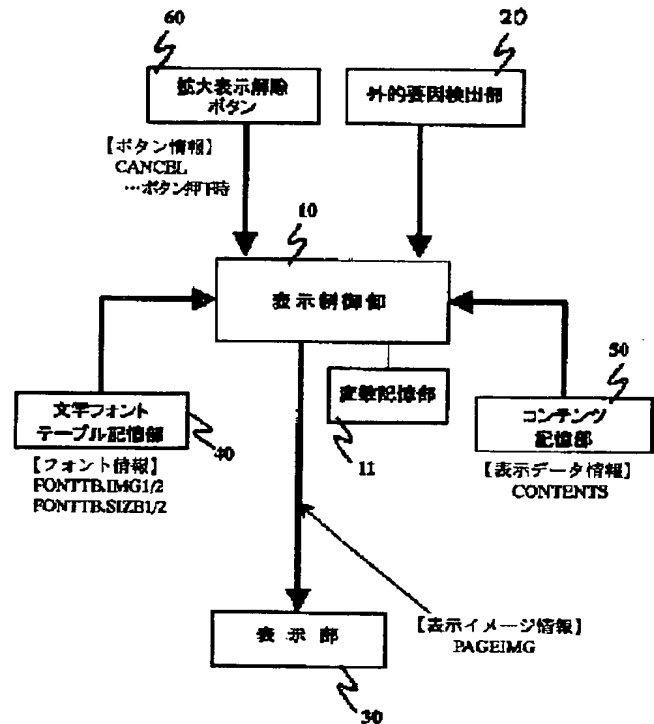 60
20
拡大表示解除
ボタン
外的要因検出部
【ボタン情報】
CANCEL
…ボタン押下時
10
表示制御部
50
変数記憶部
文字フォント
テーブル記憶部
コンテンツ
記憶部
40
11
【フォント情報】
FONTTB.IMG1/2
FONTTB.SIZE1/2
【表示データ情報】
CONTENTS
表示部
【表示イメージ情報】
PAGEIMG
30